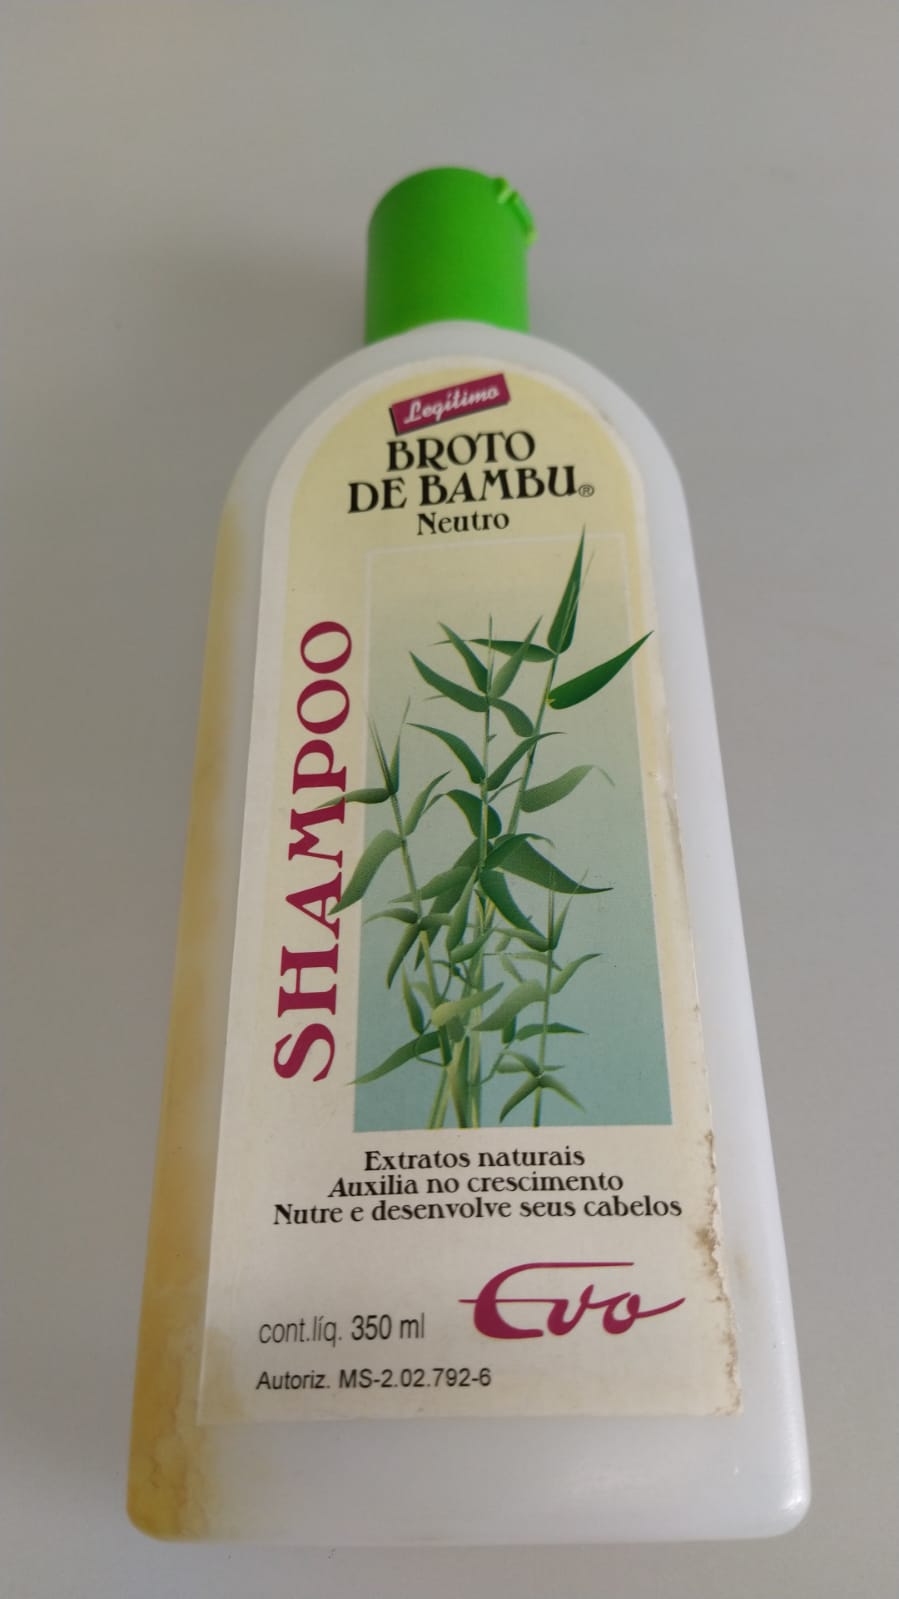 Legítimo
BROTO
DE BAMBU®
Neutro
SHAMPOO
Extratos naturais
Auxilia no crescimento
Nutre e desenvolve seus cabelos
Evo
cont.líq. 350 ml
Autoriz. MS-2.02.792-6